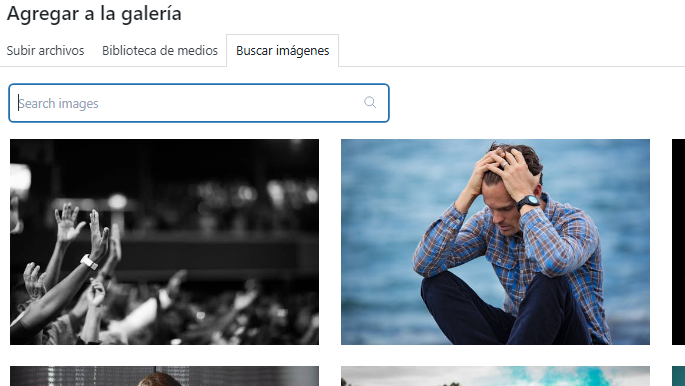 Agregar a la galería
Subir archivos
Biblioteca de medios
Buscar imágenes
Search images